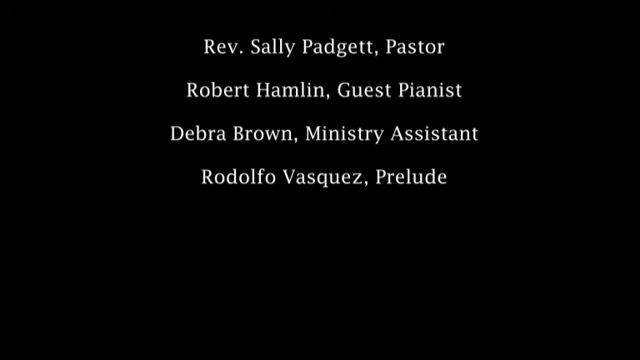 Rev. Sally Padgett, Pastor
Robert Hamlin, Guest Pianist
Debra Brown, Ministry Assistant
Rodolfo Vasquez, Prelude